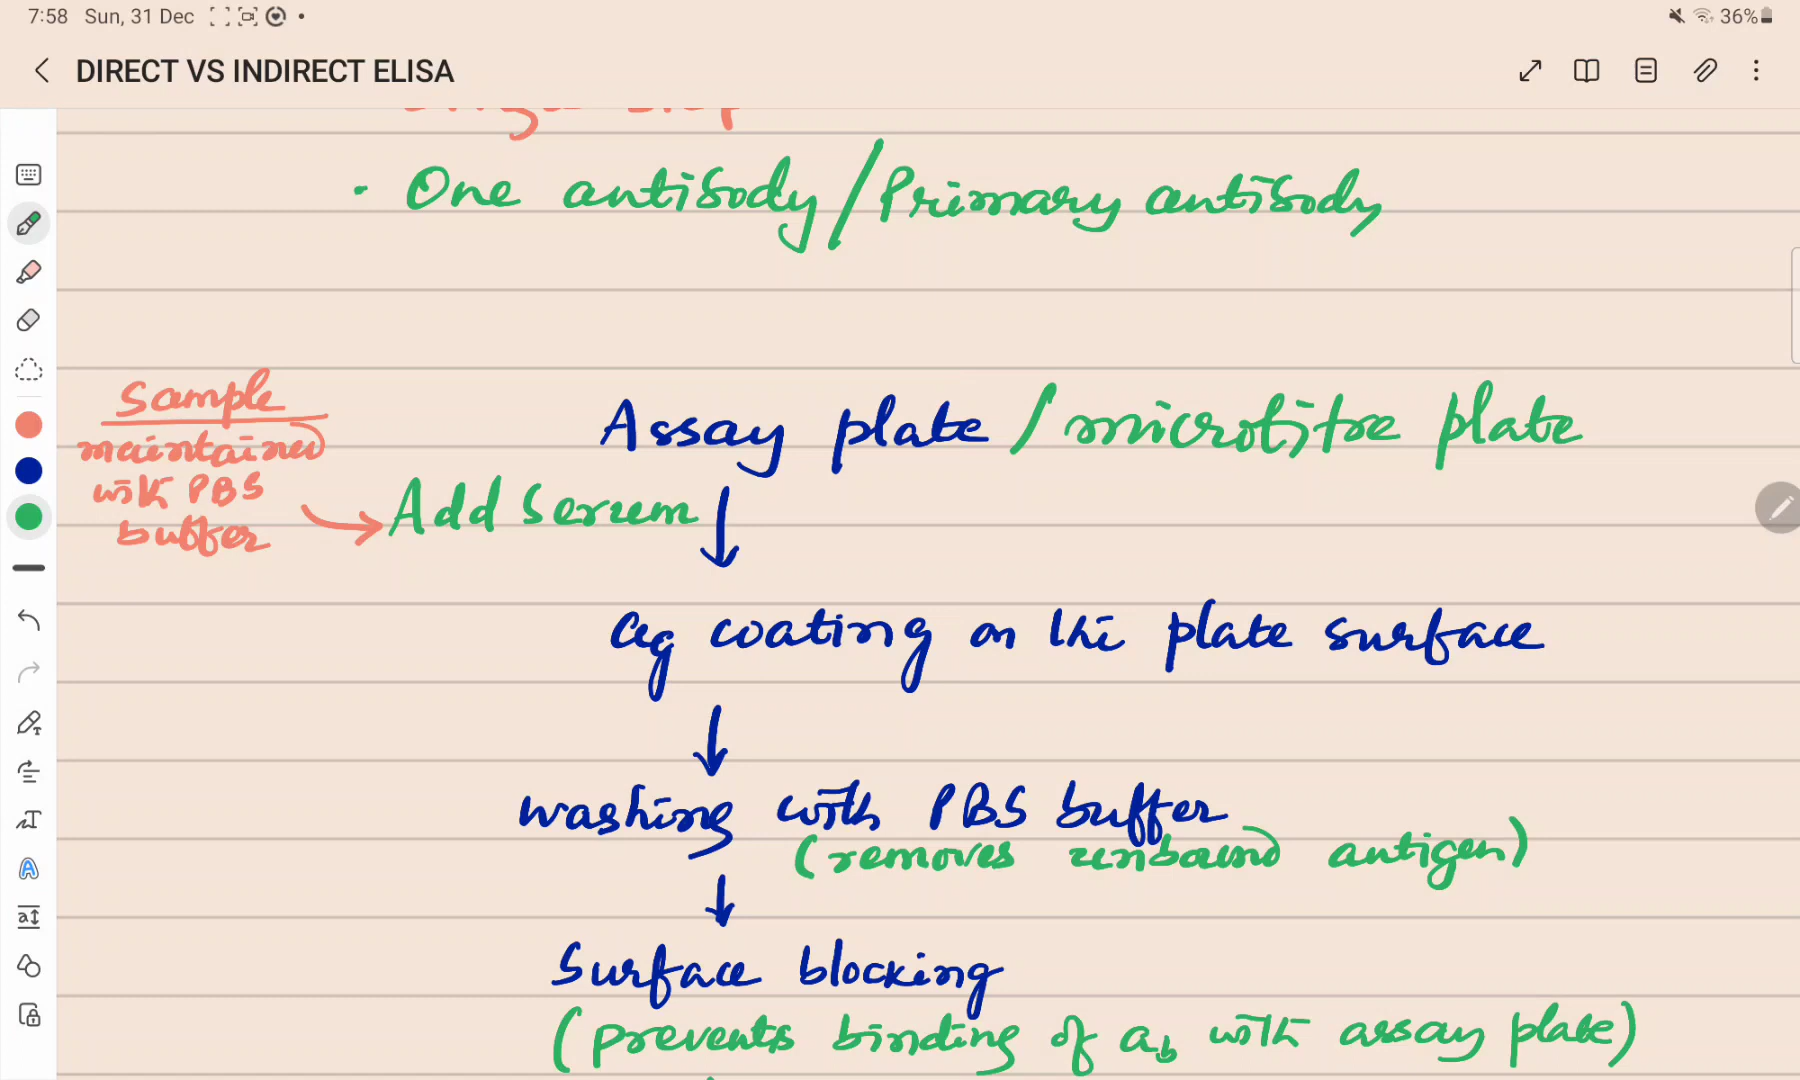 7:58 Sun, 31 Dec
36%
DIRECT VS INDIRECT ELISA
• One antibody / Primary antibody
Sample
maintained
with PBS
buffer
Assay plate / microtitre plate
Add Serum
Ag coating on the plate surface
washing with PBS buffer
(removes unbound antigen)
Surface blocking
(prevents binding of ab with assay plate)